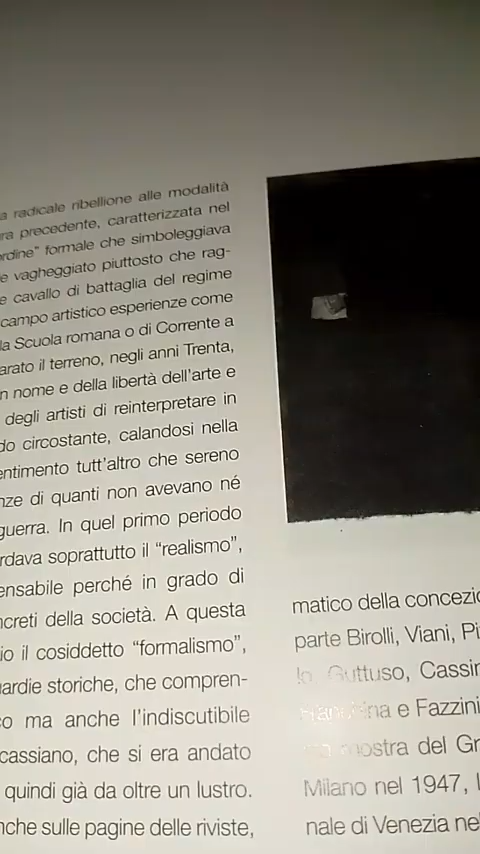 a radicale ribellione alle modalità
ra precedente, caratterizzata nel
rdine” formale che simboleggiava
e vagheggiato piuttosto che rag-
e cavallo di battaglia del regime
campo artistico esperienze come
la Scuola romana o di Corrente a
arato il terreno, negli anni Trenta,
n nome e della libertà dell’arte e
degli artisti di reinterpretare in
do circostante, calandosi nella
entimento tutt’altro che sereno
nze di quanti non avevano né
guerra. In quel primo periodo
rdava soprattutto il “realismo”,
ensabile perché in grado di
ncreti della società. A questa
io il cosiddetto “formalismo”,
uardie storiche, che compren-
co ma anche l’indiscutibile
cassiano, che si era andato
quindi già da oltre un lustro.
nche sulle pagine delle riviste,
matico della concezio
parte Birolli, Viani, Pi
Guttuso, Cassin
e Fazzini
mostra del Gr
Milano nel 1947, l
nale di Venezia ne